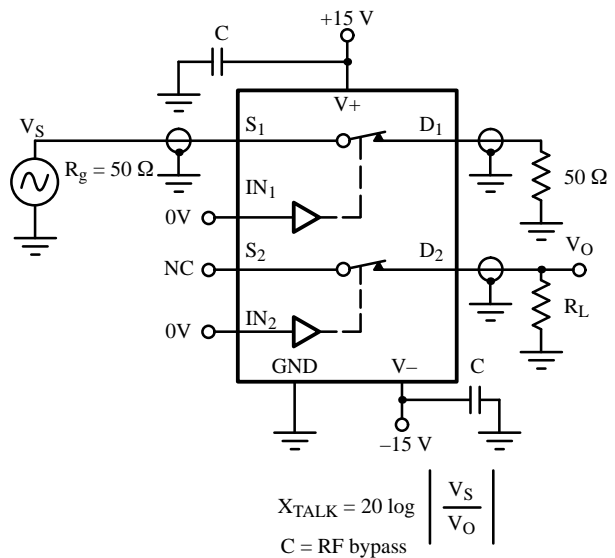 +15 V
C
V+
V_S
S_1
D_1
R_g = 50 Ω
50 Ω
IN_1
0V
V_O
S_2
D_2
NC
R_L
IN_2
0V
GND
V–
C
–15 V
X_TALK = 20 log | V_S / V_O |
C = RF bypass